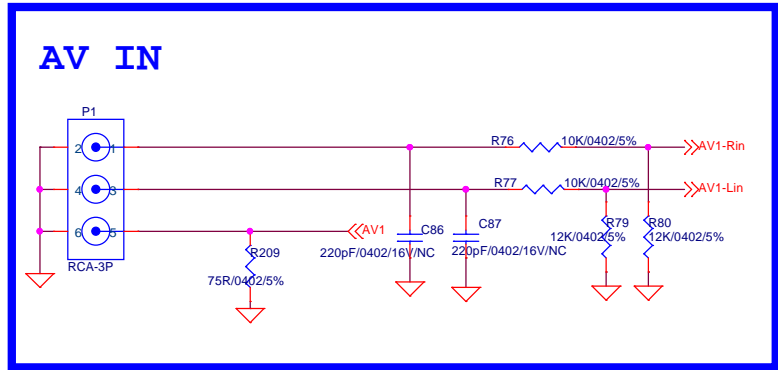 AV IN
P1
2 1
R76 10K/0402/5% AV1-Rin
4 3
R77 10K/0402/5% AV1-Lin
6 5
AV1
C86
C87
R79
R80
220pF/0402/16V/NC
220pF/0402/16V/NC
12K/0402/5%
12K/0402/5%
R209
RCA-3P
75R/0402/5%